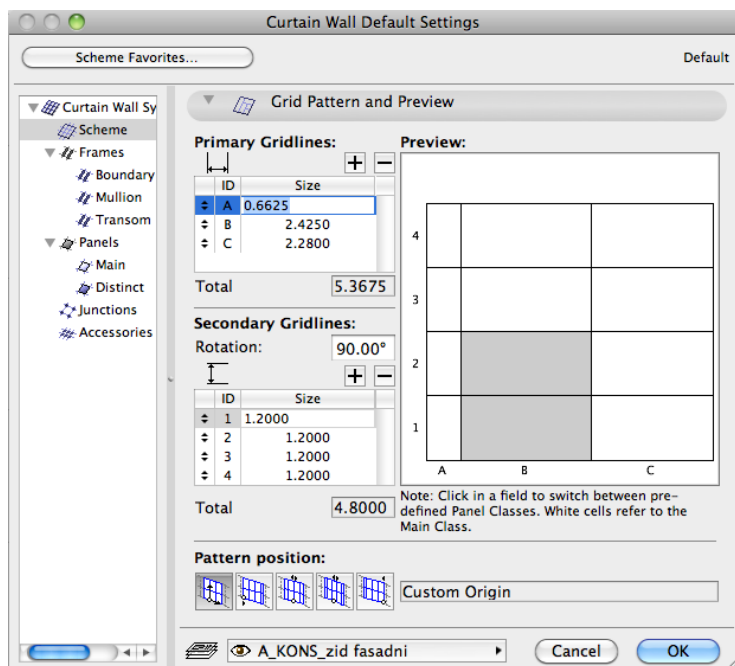 Curtain Wall Default Settings
Scheme Favorites...
Default
Curtain Wall Sy
Scheme
Frames
Boundary
Mullion
Transom
Panels
Main
Distinct
Junctions
Accessories
Grid Pattern and Preview
Primary Gridlines:
ID Size
A 0.6625
B 2.4250
C 2.2800
Total 5.3675
Secondary Gridlines:
Rotation: 90.00°
ID Size
1 1.2000
2 1.2000
3 1.2000
4 1.2000
Total 4.8000
Preview:
4
3
2
1
A B C
Note: Click in a field to switch between pre-
defined Panel Classes. White cells refer to the
Main Class.
Pattern position:
Custom Origin
A_KONS_zid fasadni
Cancel OK